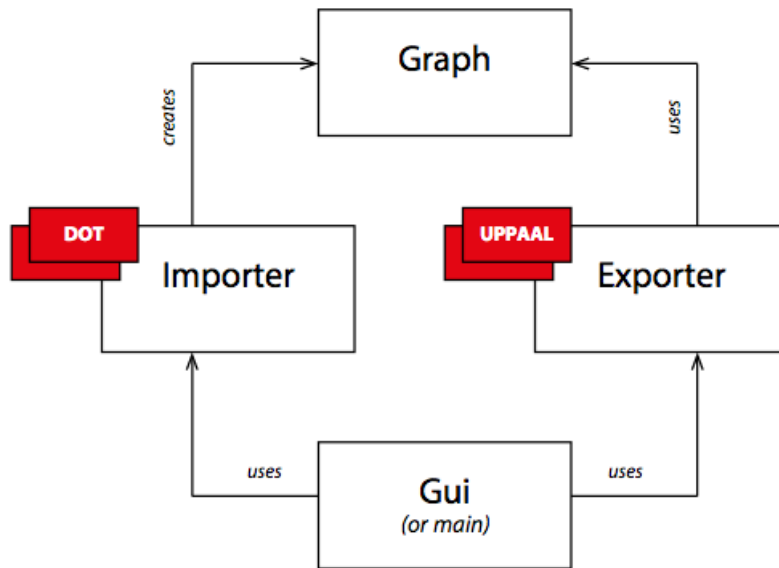 Graph
creates
uses
DOT
Importer
UPPAAL
Exporter
uses
Gui
(or main)
uses